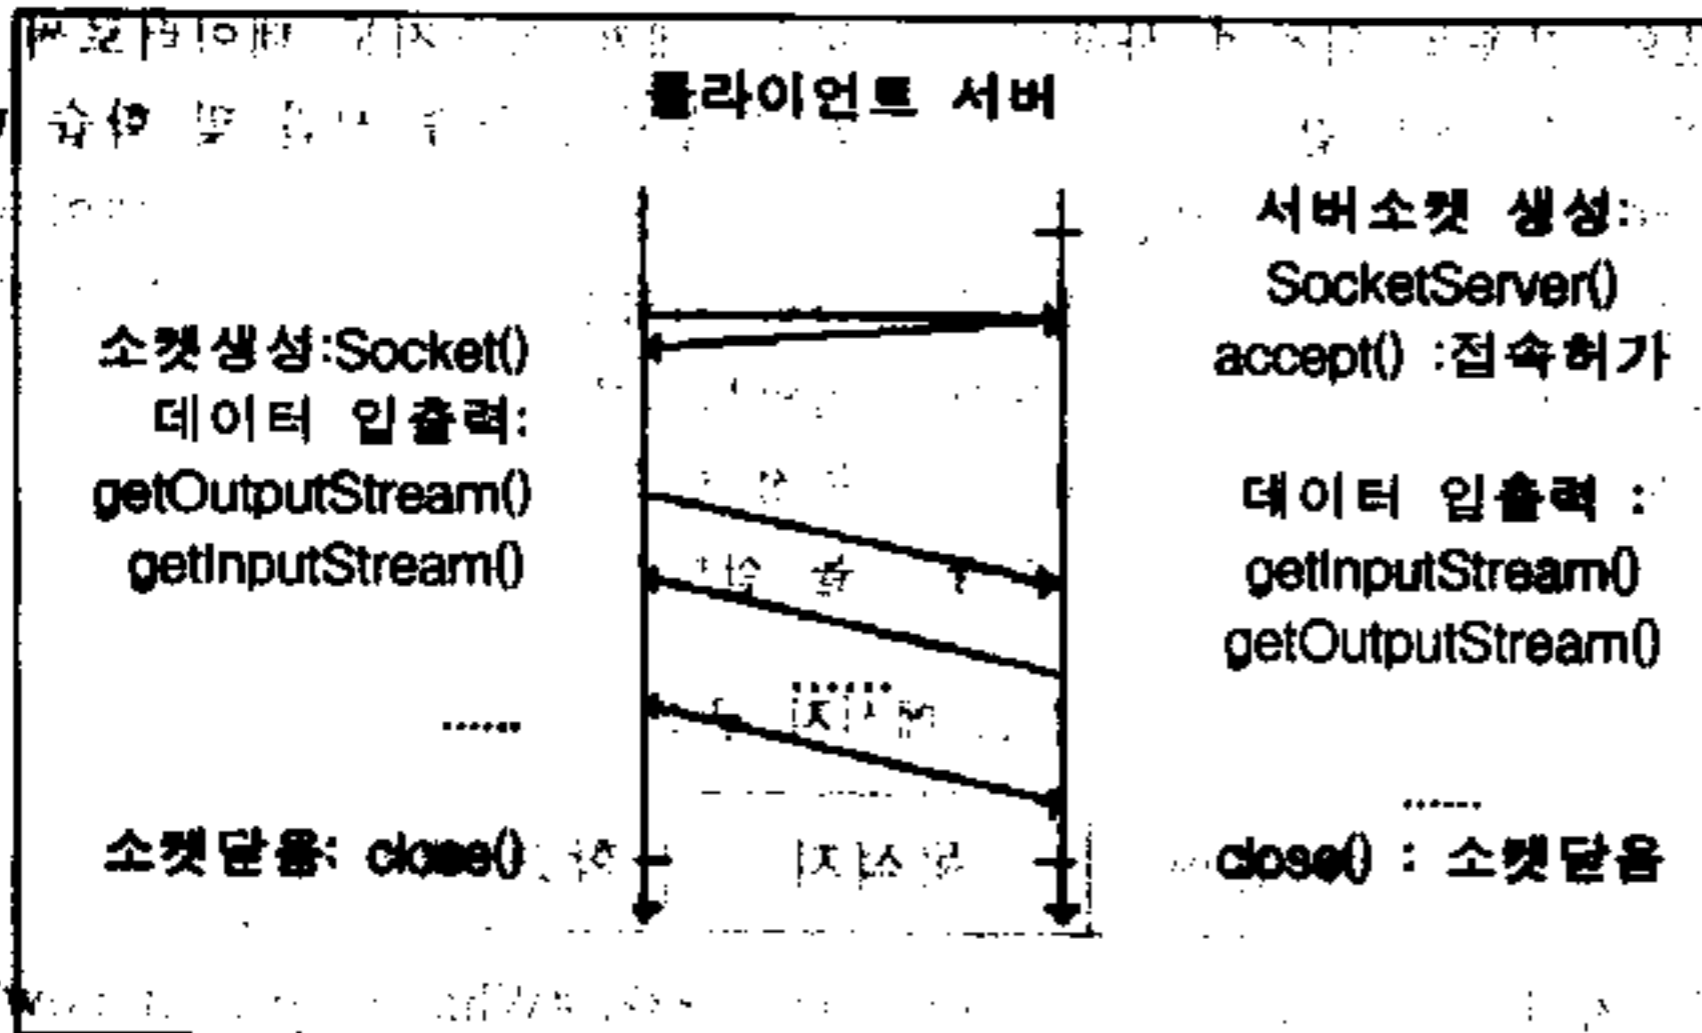 클라이언트 서버
서버소켓 생성:
SocketServer()
소켓생성:Socket()
accept() :접속허가
데이터 입출력:
getOutputStream()
데이터 입출력 :
getInputStream()
getInputStream()
getOutputStream()
......
......
......
소켓닫음: close()
close() : 소켓닫음